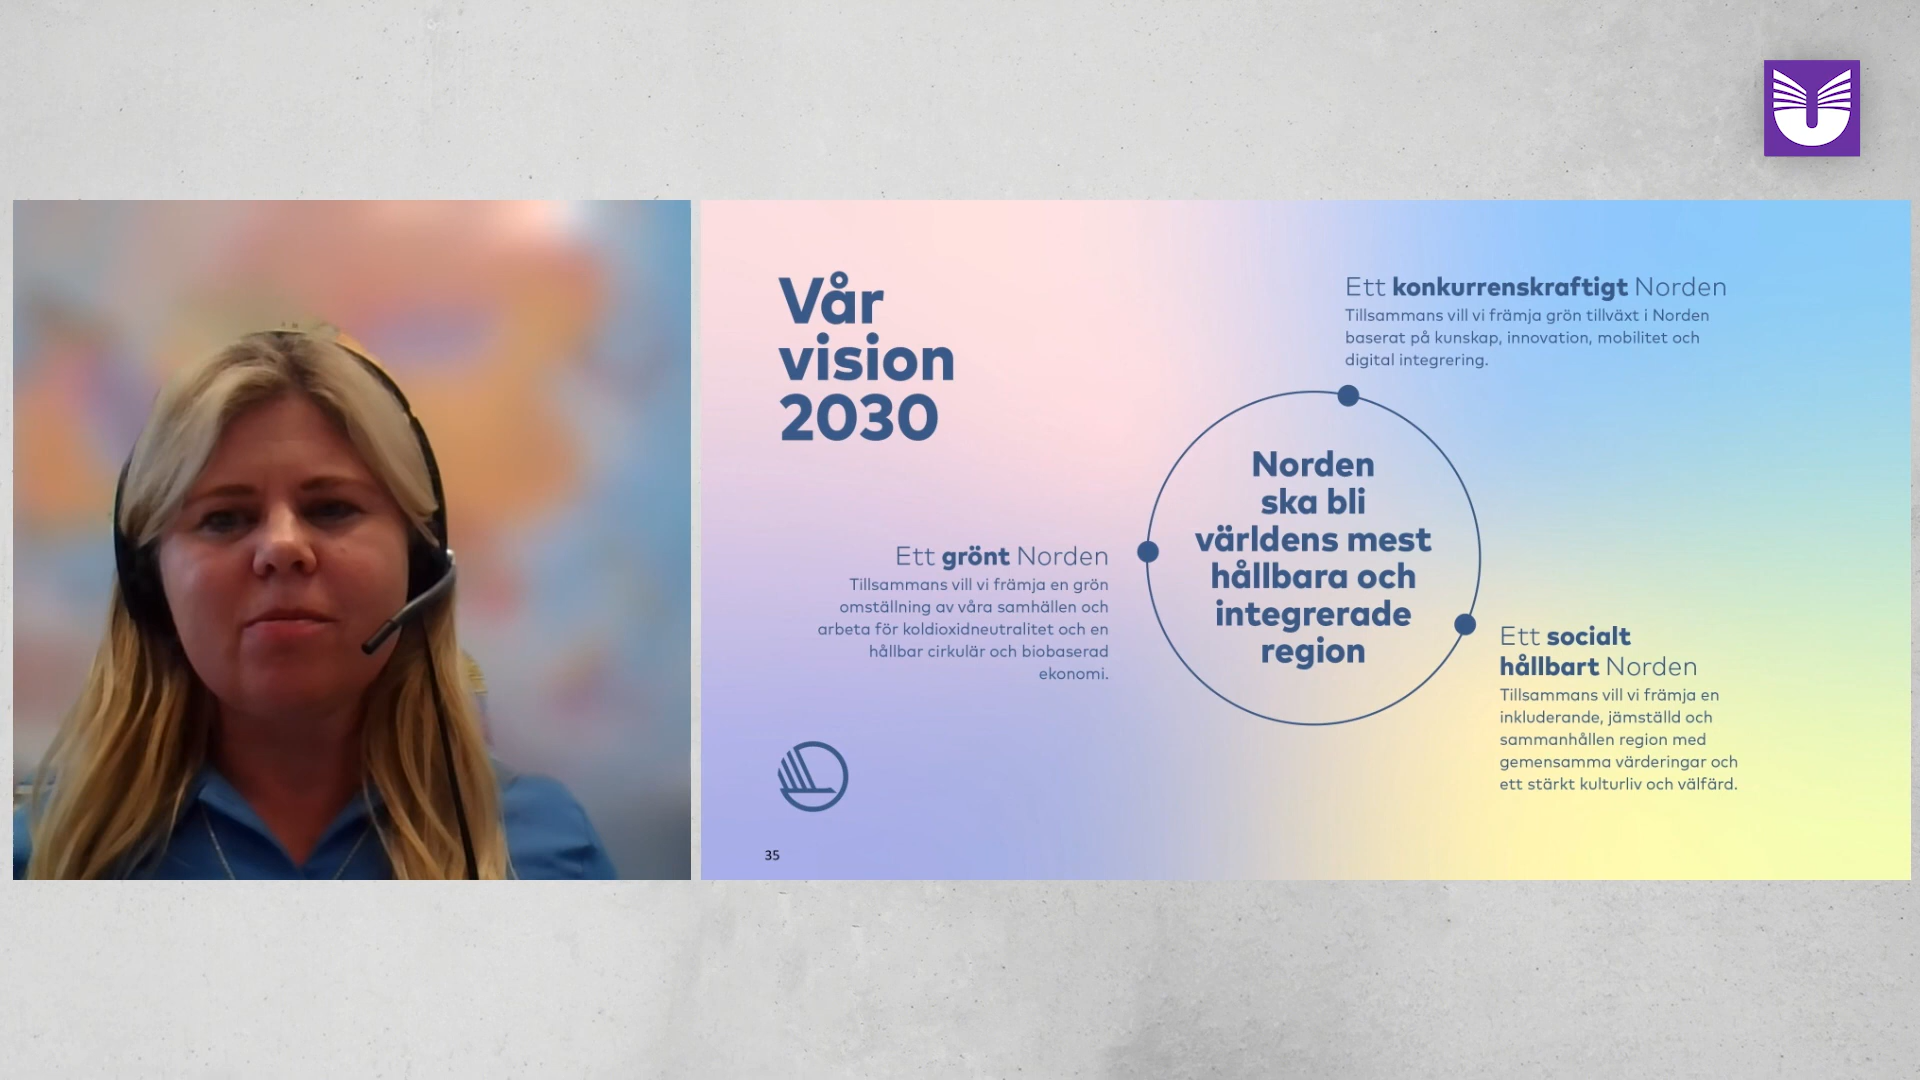 Vår
vision
2030
Ett konkurrenskraftigt Norden
Tillsammans vill vi främja grön tillväxt i Norden
baserat på kunskap, innovation, mobilitet och
digital integrering.
Norden
ska bli
världens mest
hållbara och
integrerade
region
Ett grönt Norden
Tillsammans vill vi främja en grön
omställning av våra samhällen och
arbeta för koldioxidneutralitet och en
hållbar cirkulär och biobaserad
ekonomi.
Ett socialt
hållbart Norden
Tillsammans vill vi främja en
inkluderande, jämställd och
sammanhållen region med
gemensamma värderingar och
ett stärkt kulturliv och välfärd.
35